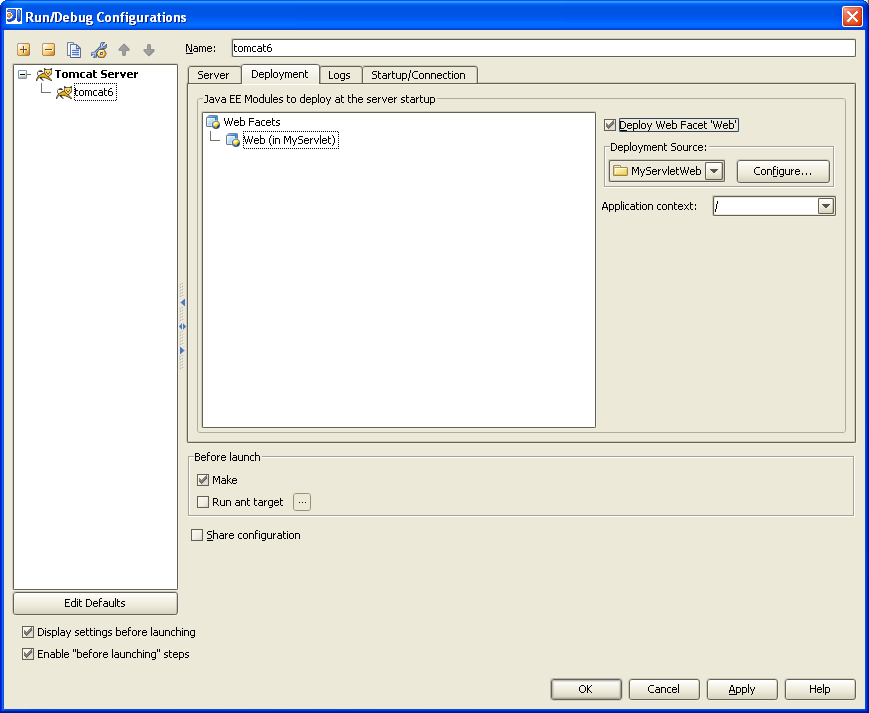 Run/Debug Configurations
Name: tomcat6
Tomcat Server
tomcat6
Server Deployment Logs Startup/Connection
Java EE Modules to deploy at the server startup
Web Facets
Web (in MyServlet)
Deploy Web Facet 'Web'
Deployment Source:
MyServletWeb Configure...
Application context: /
Before launch
Make
Run ant target ...
Share configuration
Edit Defaults
Display settings before launching
Enable "before launching" steps
OK Cancel Apply Help